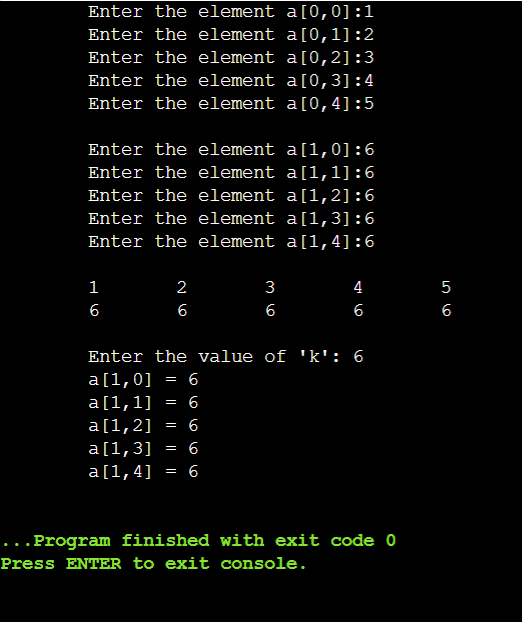 Enter the element a[0,0]:1
Enter the element a[0,1]:2
Enter the element a[0,2]:3
Enter the element a[0,3]:4
Enter the element a[0,4]:5
Enter the element a[1,0]:6
Enter the element a[1,1]:6
Enter the element a[1,2]:6
Enter the element a[1,3]:6
Enter the element a[1,4]:6
1 2 3 4 5
6 6 6 6 6
Enter the value of 'k': 6
a[1,0] = 6
a[1,1] = 6
a[1,2] = 6
a[1,3] = 6
a[1,4] = 6
...Program finished with exit code 0
Press ENTER to exit console.